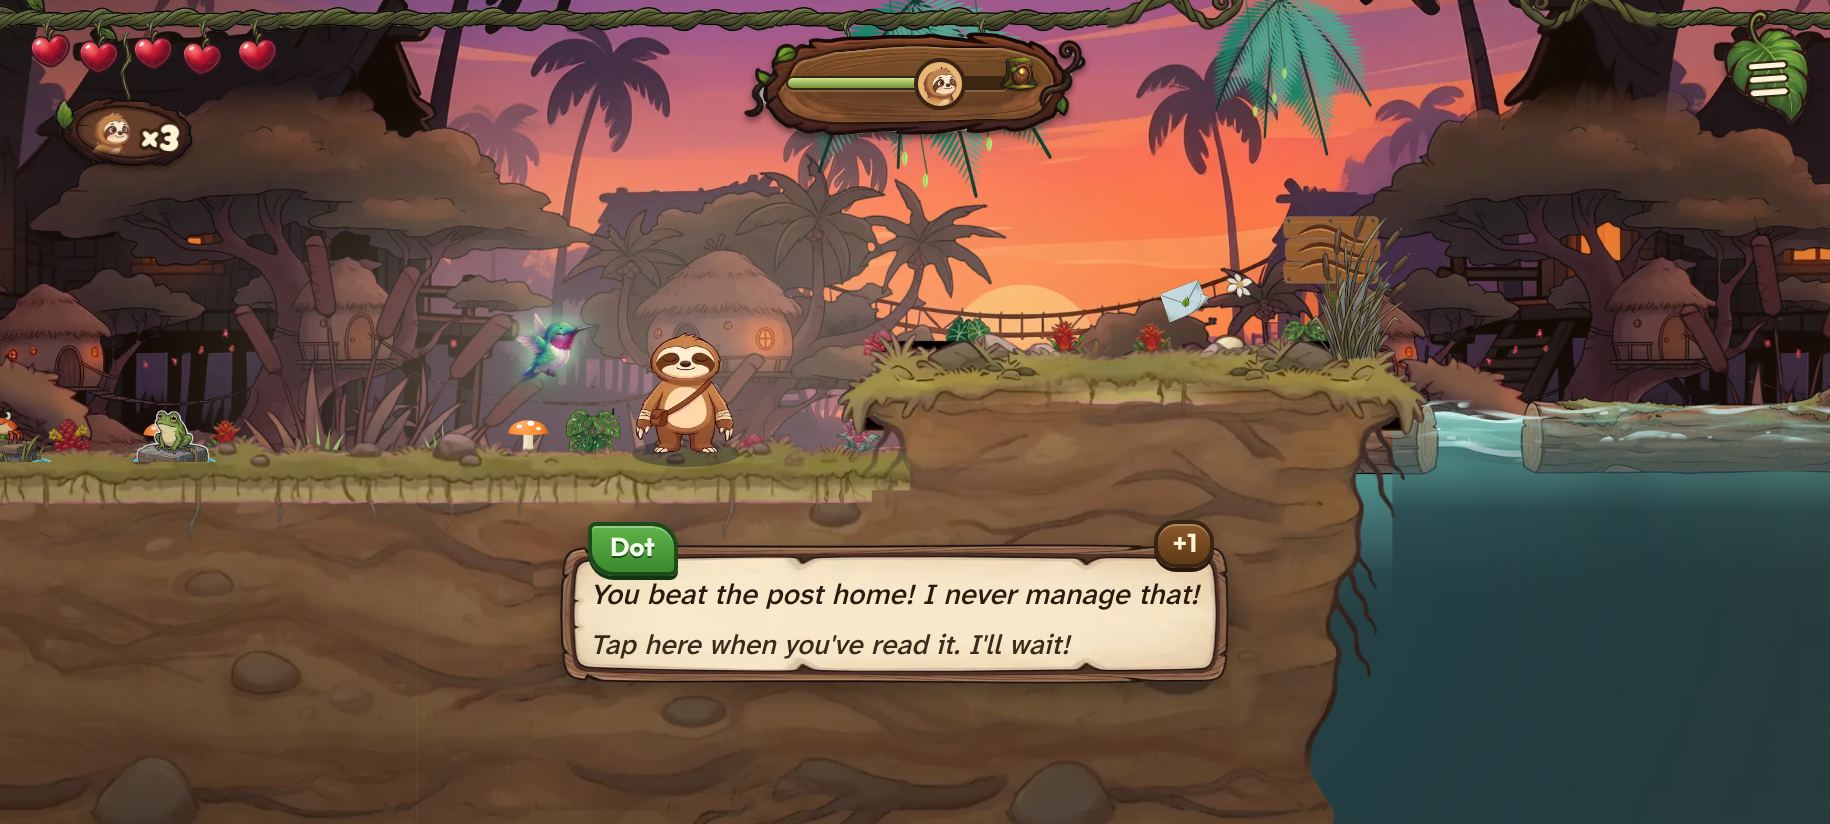 x3
Dot
+1
You beat the post home! I never manage that!
Tap here when you've read it. I'll wait!